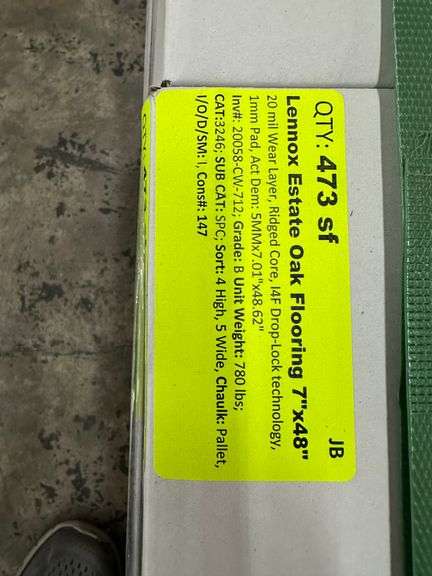 QTY: 473 sf JB
Lennox Estate Oak Flooring 7"x48"
20 mil Wear Layer, Ridged Core, I4F Drop-Lock technology,
1mm Pad, Act Dem: 5MMx7.01"x48.62"
Inv#: 20058-CW-712; Grade: B Unit Weight: 780 lbs;
CAT:3246; SUB CAT: SPC; Sort: 4 High, 5 Wide, Chaulk: Pallet,
I/O/D/SM: I, Cons#: 147